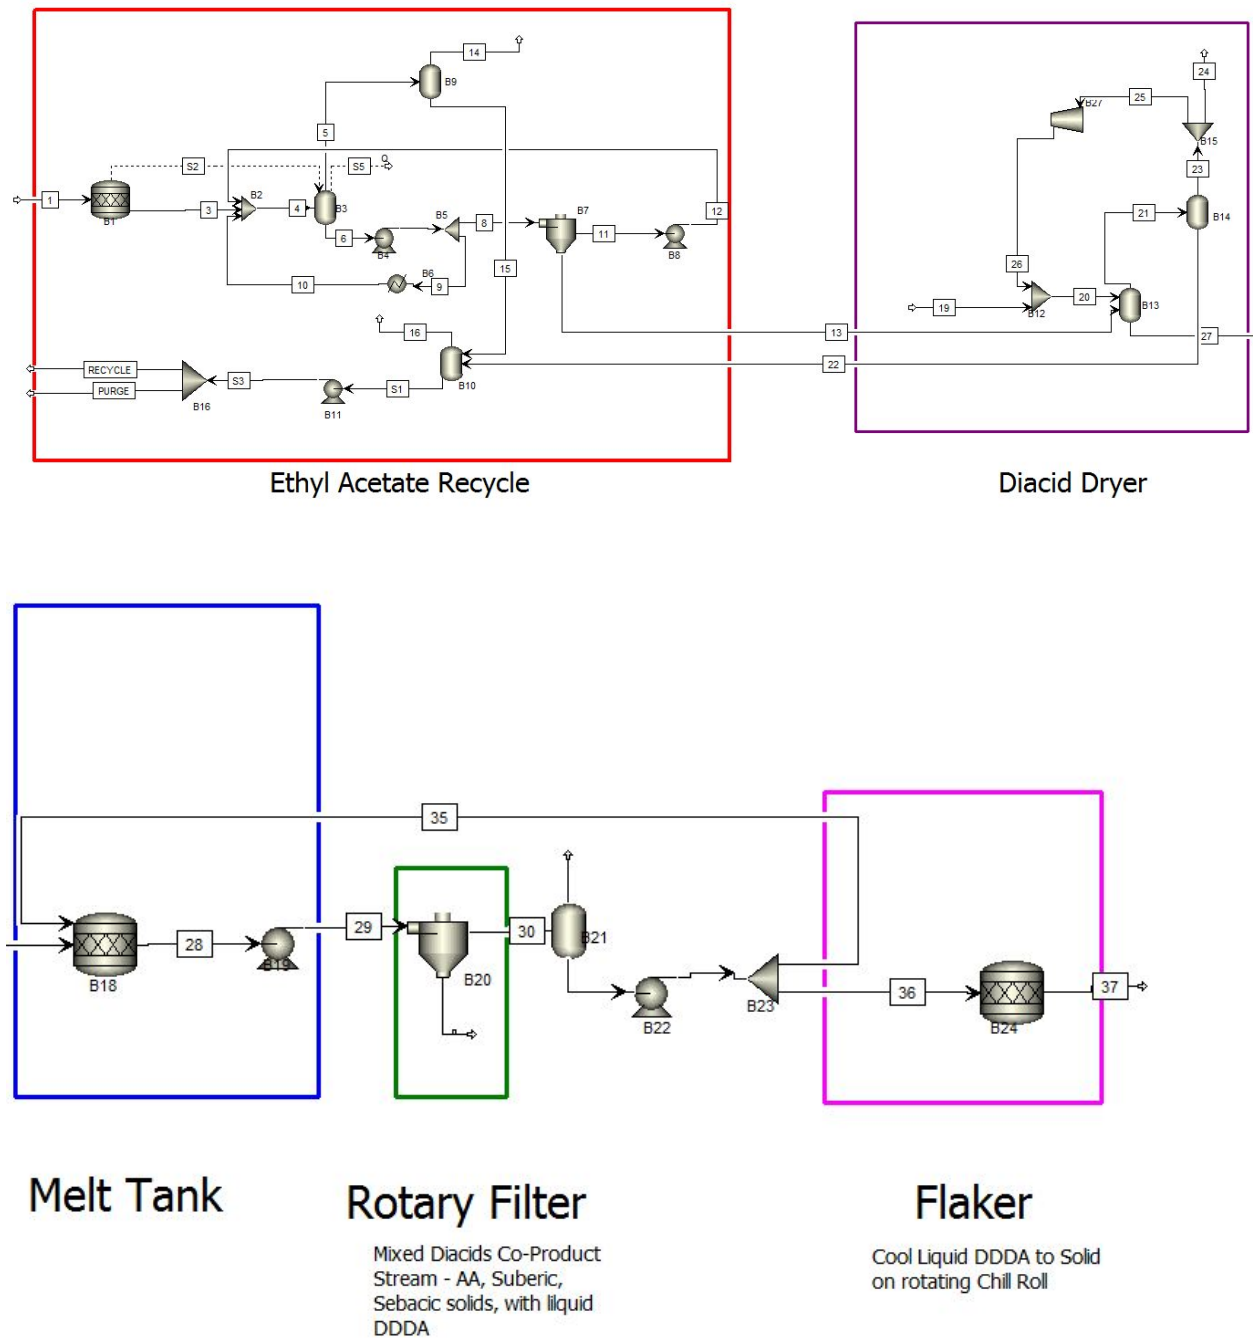 14
B9
5
S2
S5
Q
1
B1
3
B2
4
B3
6
B4
B5
8
B7
11
B8
12
10
B6
9
15
13
16
22
RECYCLE
PURGE
B16
S3
B11
S1
B10
24
25
B27
B15
23
21
B14
26
19
B12
20
B13
27
Ethyl Acetate Recycle
Diacid Dryer
35
B18
28
B19
29
B20
30
B21
B22
B23
36
B24
37
Melt Tank
Rotary Filter
Mixed Diacids Co-Product
Stream - AA, Suberic,
Sebacic solids, with lilquid
DDDA
Flaker
Cool Liquid DDDA to Solid
on rotating Chill Roll